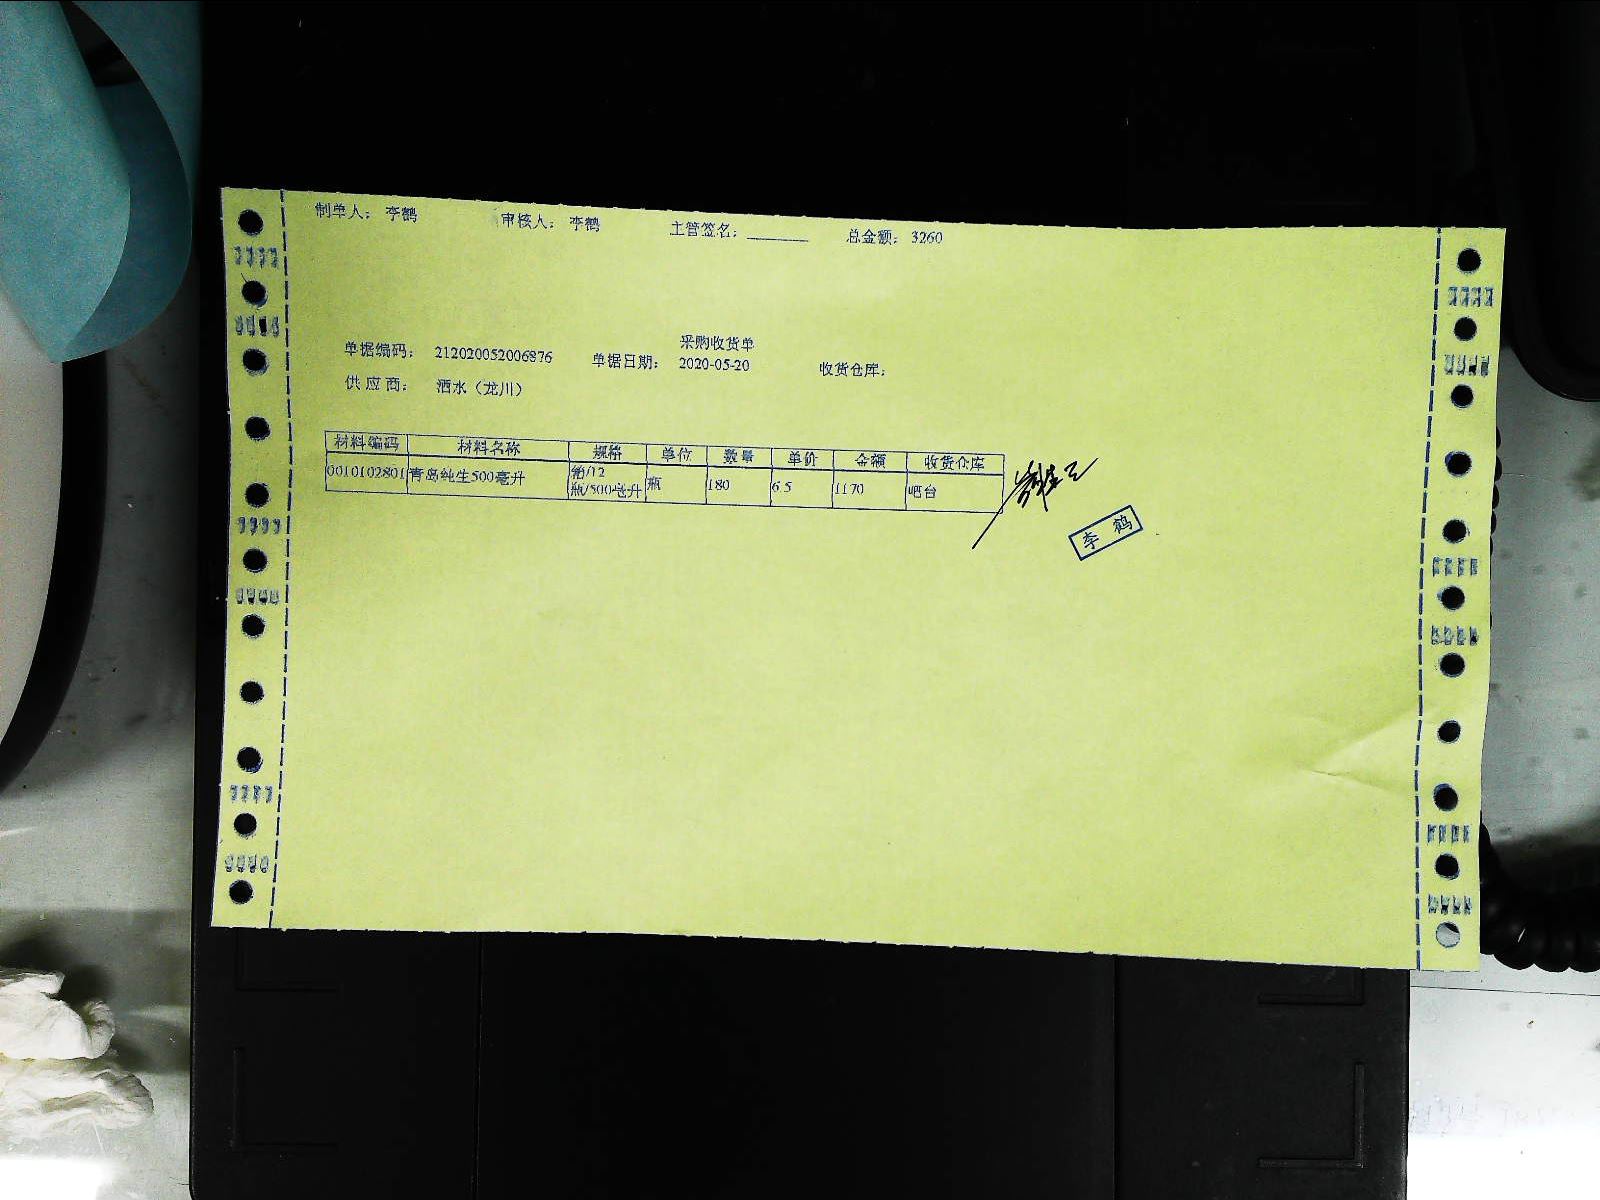 制单人: 李鹤 审核人: 李鹤 主管签名: 总金额: 3260
采购收货单
单据编码: 212020052006876 单据日期: 2020-05-20 收货仓库:
供应商: 酒水（龙川）
材料编码 材料名称 规格 单位 数量 单价 金额 收货仓库
0010102801 青岛纯生500毫升 箱/12 瓶 180 6.5 1170 吧台
瓶/500毫升
李鹤